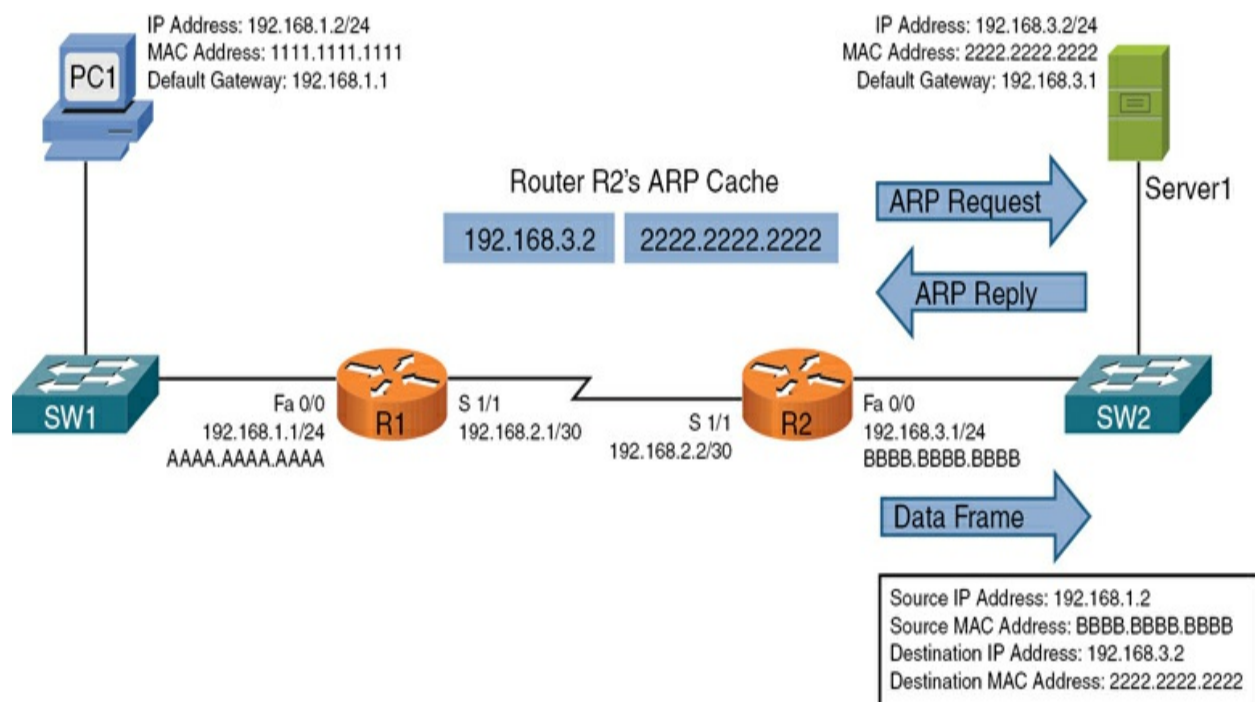 IP Address: 192.168.1.2/24
MAC Address: 1111.1111.1111
Default Gateway: 192.168.1.1
PC1
IP Address: 192.168.3.2/24
MAC Address: 2222.2222.2222
Default Gateway: 192.168.3.1
Server1
Router R2's ARP Cache
192.168.3.2
2222.2222.2222
ARP Request
ARP Reply
SW1
Fa 0/0
192.168.1.1/24
AAAA.AAAA.AAAA
R1
S 1/1
192.168.2.1/30
S 1/1
192.168.2.2/30
R2
Fa 0/0
192.168.3.1/24
BBBB.BBBB.BBBB
SW2
Data Frame
Source IP Address: 192.168.1.2
Source MAC Address: BBBB.BBBB.BBBB
Destination IP Address: 192.168.3.2
Destination MAC Address: 2222.2222.2222